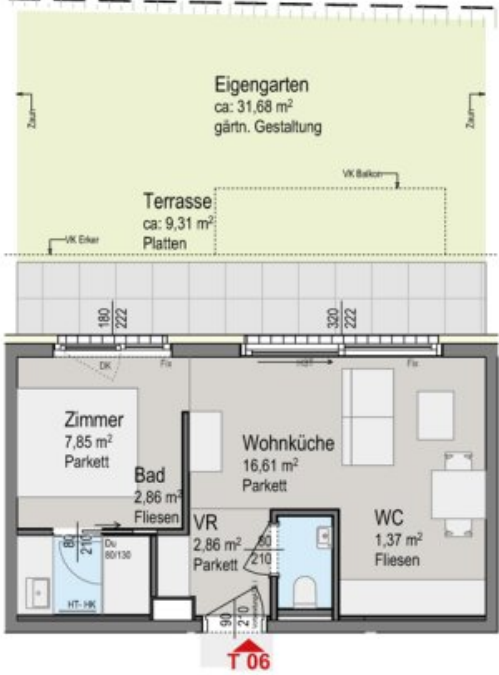 Eigengarten
ca: 31,68 m²
gärtn. Gestaltung
Zaun
Zaun
VK Balkon
Terrasse
ca: 9,31 m²
Platten
VK Erker
180
222
320
222
DK
Fix
HST
Fix
Zimmer
7,85 m²
Parkett
Wohnküche
16,61 m²
Parkett
Bad
2,86 m²
Fliesen
VR
2,86 m²
Parkett
WC
1,37 m²
Fliesen
80
210
Du
80/130
80
210
HT- HK
90
210
T 06